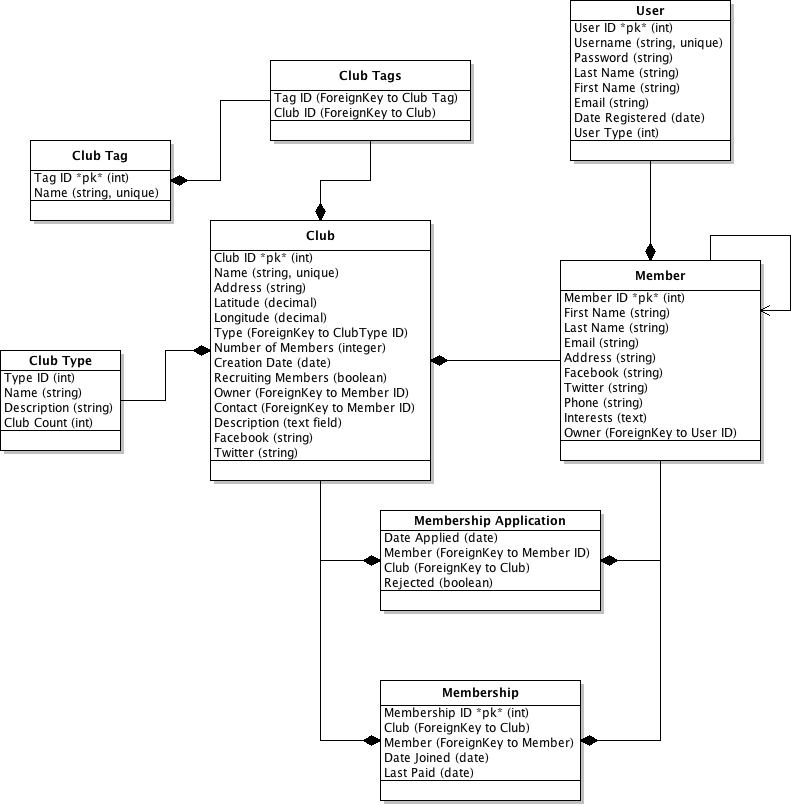 User
User ID *pk* (int)
Username (string, unique)
Password (string)
Last Name (string)
First Name (string)
Email (string)
Date Registered (date)
User Type (int)
Club Tags
Tag ID (ForeignKey to Club Tag)
Club ID (ForeignKey to Club)
Club Tag
Tag ID *pk* (int)
Name (string, unique)
Club
Club ID *pk* (int)
Name (string, unique)
Address (string)
Latitude (decimal)
Longitude (decimal)
Type (ForeignKey to ClubType ID)
Number of Members (integer)
Creation Date (date)
Recruiting Members (boolean)
Owner (ForeignKey to Member ID)
Contact (ForeignKey to Member ID)
Description (text field)
Facebook (string)
Twitter (string)
Member
Member ID *pk* (int)
First Name (string)
Last Name (string)
Email (string)
Address (string)
Facebook (string)
Twitter (string)
Phone (string)
Interests (text)
Owner (ForeignKey to User ID)
Club Type
Type ID (int)
Name (string)
Description (string)
Club Count (int)
Membership Application
Date Applied (date)
Member (ForeignKey to Member ID)
Club (ForeignKey to Club)
Rejected (boolean)
Membership
Membership ID *pk* (int)
Club (ForeignKey to Club)
Member (ForeignKey to Member)
Date Joined (date)
Last Paid (date)